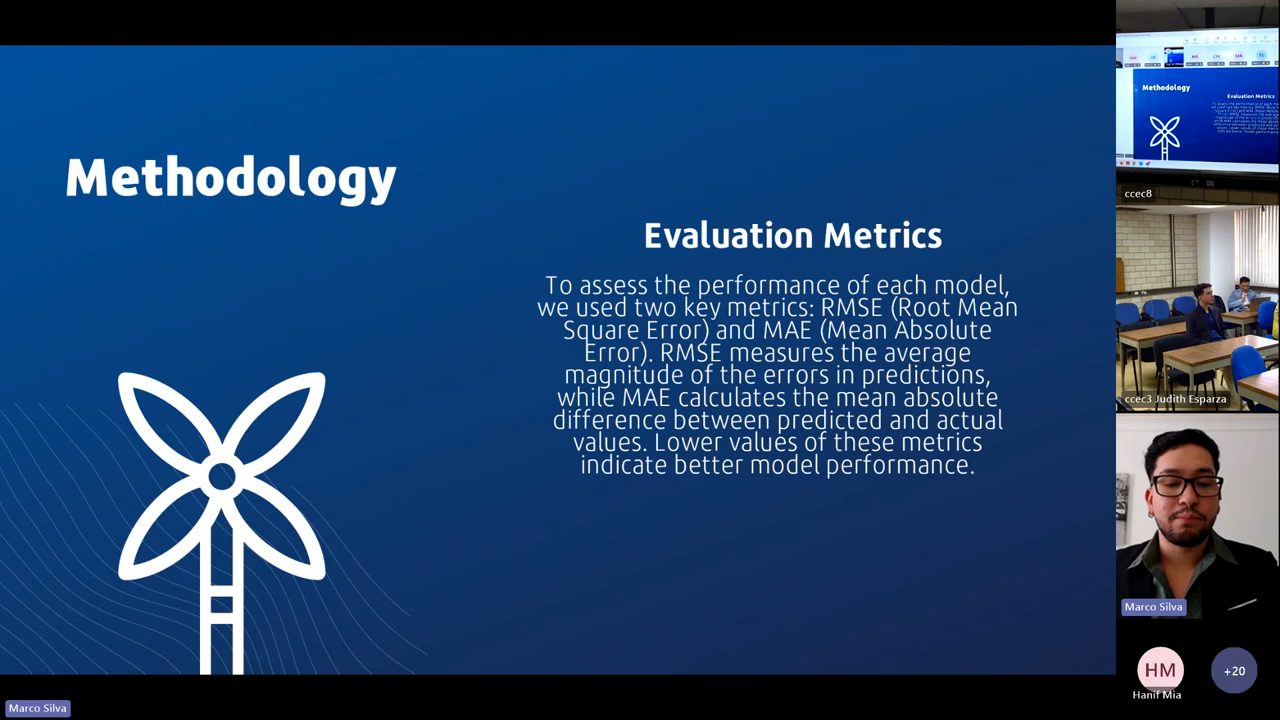 Methodology
Evaluation Metrics
To assess the performance of each model,
we used two key metrics: RMSE (Root Mean
Square Error) and MAE (Mean Absolute
Error). RMSE measures the average
magnitude of the errors in predictions,
while MAE calculates the mean absolute
difference between predicted and actual
values. Lower values of these metrics
indicate better model performance.
Marco Silva
Methodology
Evaluation Metrics
ccec8
ccec3 Judith Esparza
Marco Silva
HM
Hanif Mia
+20